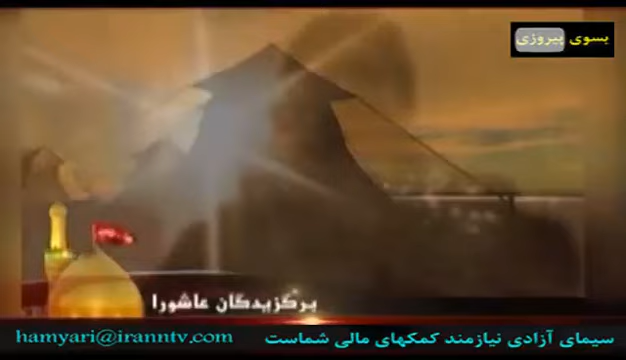 بسوی پیروزی
برگزیدگان عاشورا
سیمای آزادی نیازمند کمکهای مالی شماست hamyari@iranntv.com